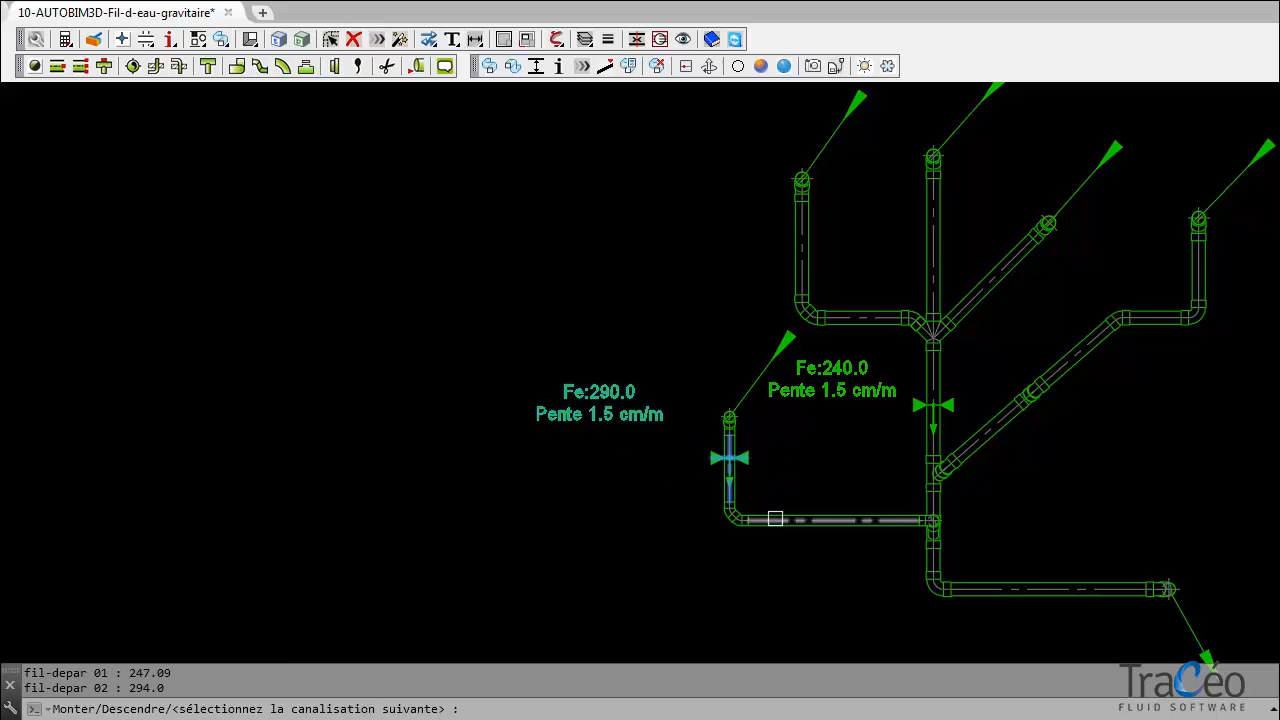 10-AUTOBIM3D-Fil-d-eau-gravitaire*
Fe:240.0
Pente 1.5 cm/m
Fe:290.0
Pente 1.5 cm/m
fil-depar 01 : 247.09
fil-depar 02 : 294.0
Monter/Descendre/<sélectionnez la canalisation suivante> :
TraCéo
FLUID SOFTWARE